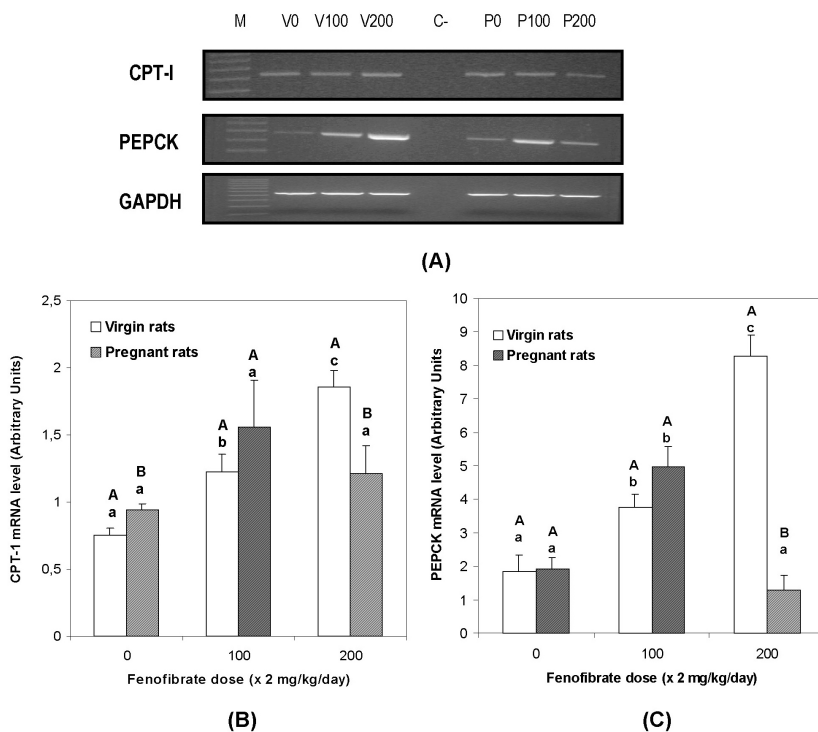 M V0 V100 V200 C- P0 P100 P200
CPT-I
PEPCK
GAPDH
(A)
CPT-1 mRNA level (Arbitrary Units)
2,5
2
1,5
1
0,5
0
Virgin rats
Pregnant rats
A
a
B
a
A
b
A
a
A
c
B
a
0 100 200
Fenofibrate dose (x 2 mg/kg/day)
(B)
PEPCK mRNA level (Arbitrary Units)
10
9
8
7
6
5
4
3
2
1
0
Virgin rats
Pregnant rats
A
a
A
a
A
b
A
b
A
c
B
a
0 100 200
Fenofibrate dose (x 2 mg/kg/day)
(C)